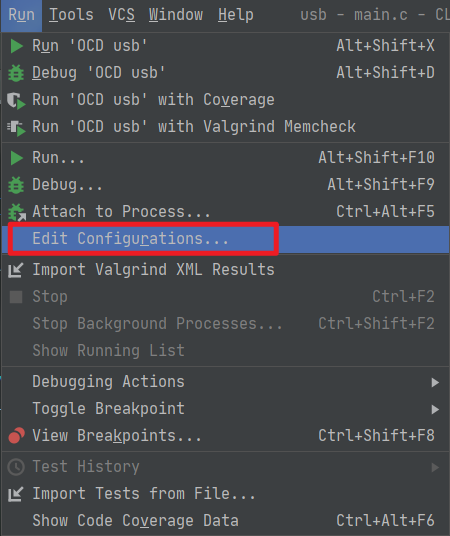 Run Tools VCS Window Help usb – main.c – CL
Run 'OCD usb' Alt+Shift+X
Debug 'OCD usb' Alt+Shift+D
Run 'OCD usb' with Coverage
Run 'OCD usb' with Valgrind Memcheck
Run... Alt+Shift+F10
Debug... Alt+Shift+F9
Attach to Process... Ctrl+Alt+F5
Edit Configurations...
Import Valgrind XML Results
Stop Ctrl+F2
Stop Background Processes... Ctrl+Shift+F2
Show Running List
Debugging Actions
Toggle Breakpoint
View Breakpoints... Ctrl+Shift+F8
Test History
Import Tests from File...
Show Code Coverage Data Ctrl+Alt+F6